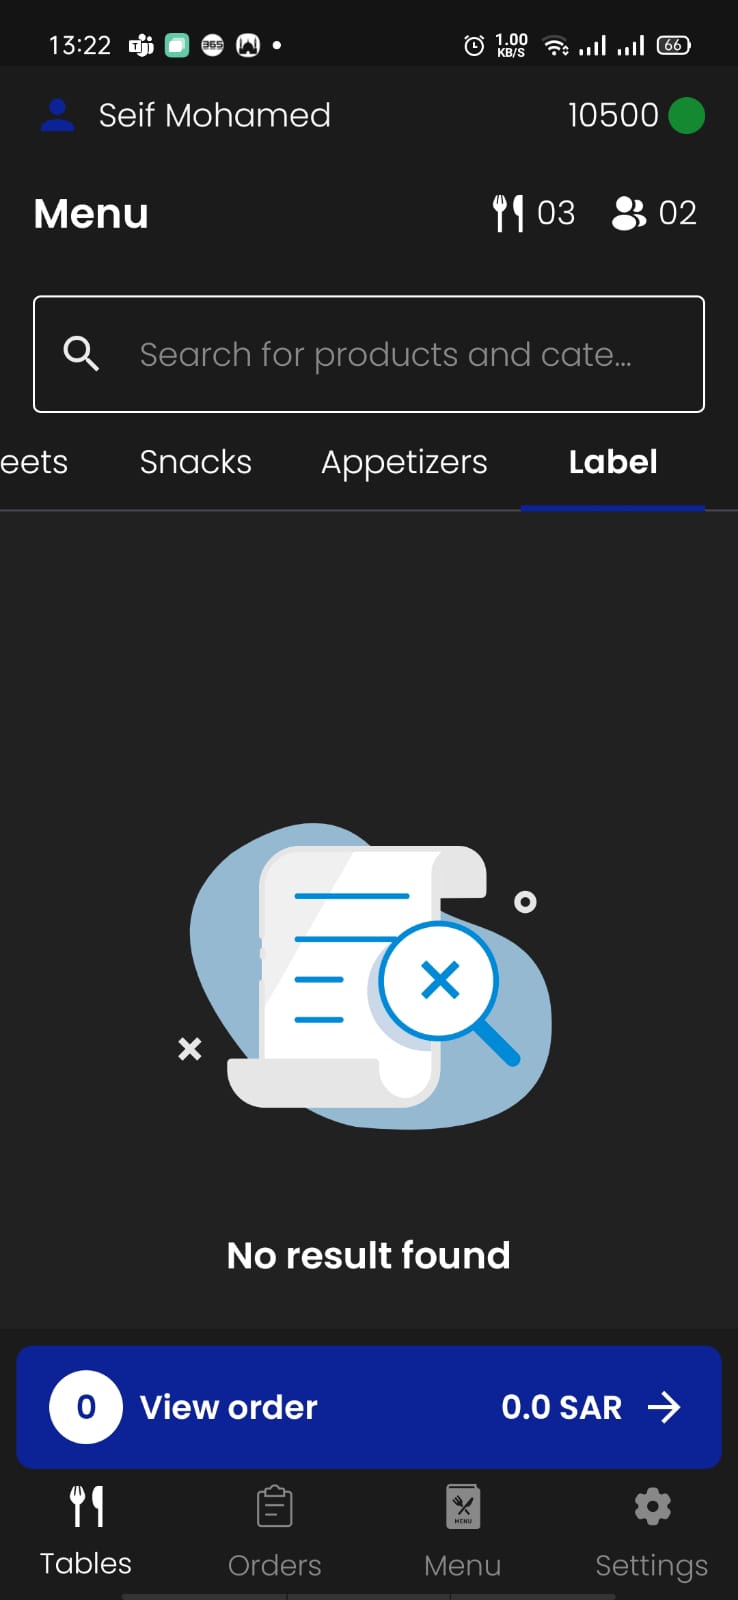 13:22 1.00 KB/S 66
Seif Mohamed 10500
Menu 03 02
Search for products and cate...
eets Snacks Appetizers Label
No result found
0 View order 0.0 SAR
MENU
Tables Orders Menu Settings